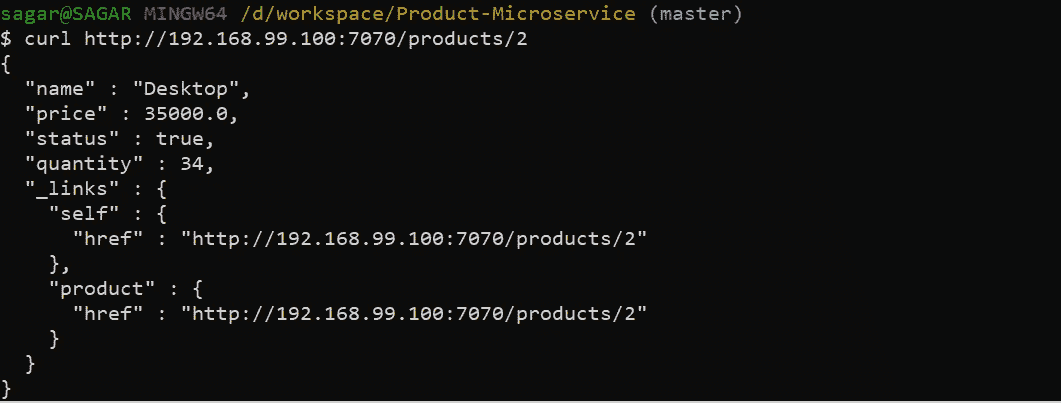 sagar@SAGAR MINGW64 /d/workspace/Product-Microservice (master)
$ curl http://192.168.99.100:7070/products/2
{
  "name" : "Desktop",
  "price" : 35000.0,
  "status" : true,
  "quantity" : 34,
  "_links" : {
    "self" : {
      "href" : "http://192.168.99.100:7070/products/2"
    },
    "product" : {
      "href" : "http://192.168.99.100:7070/products/2"
    }
  }
}